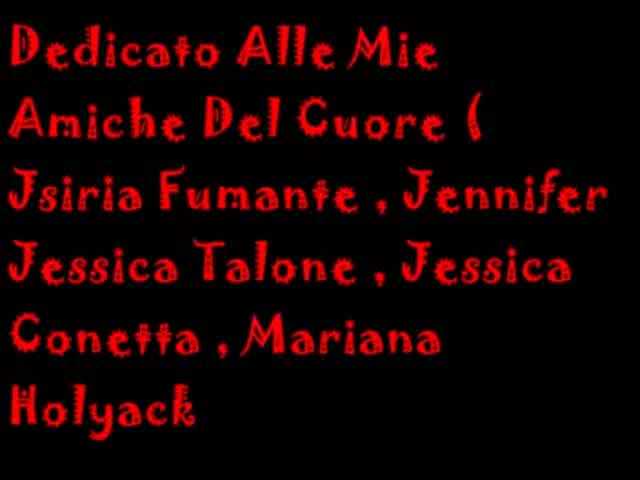 Dedicato Alle Mie
Amiche Del Cuore (
Jsiria Fumante , Jennifer
Jessica Talone , Jessica
Conetta , Mariana
Holyack